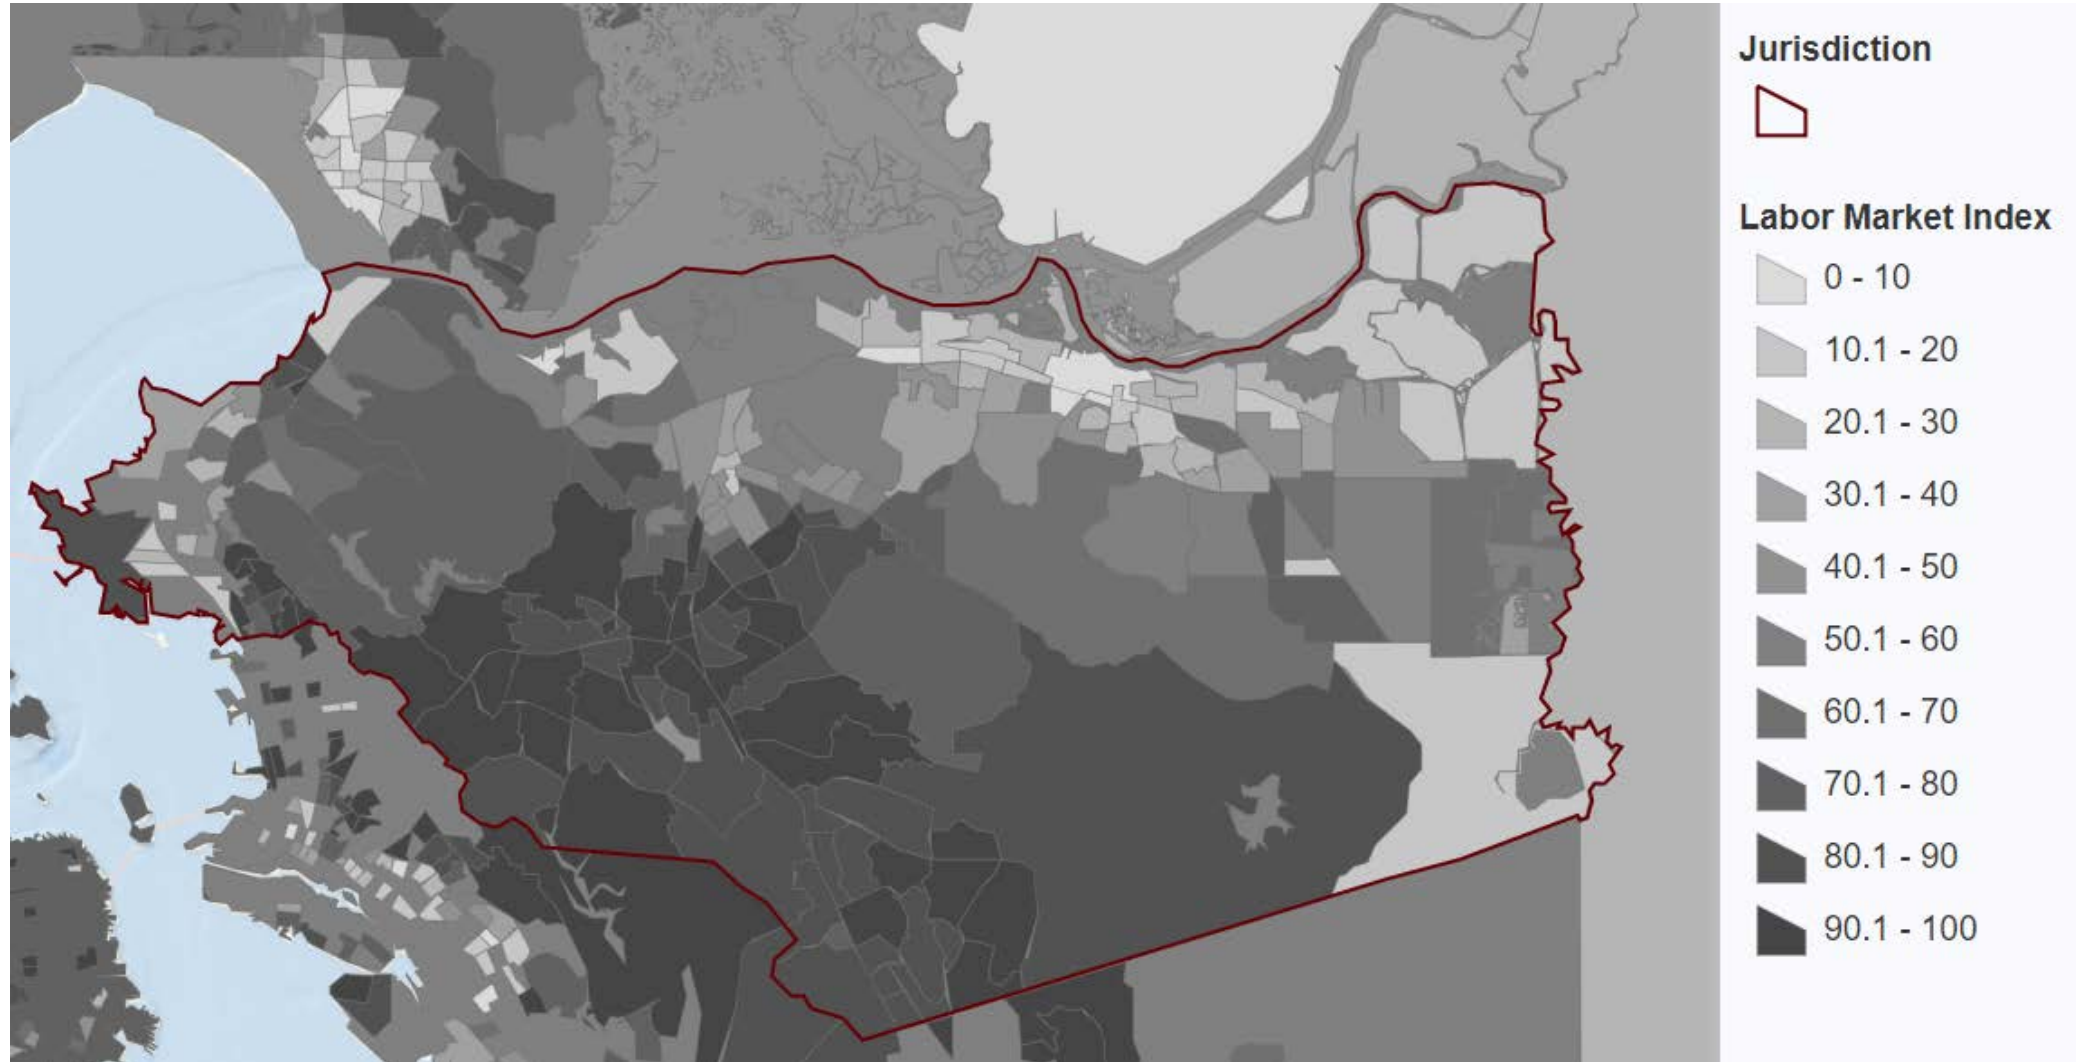 Jurisdiction
Labor Market Index
0 - 10
10.1 - 20
20.1 - 30
30.1 - 40
40.1 - 50
50.1 - 60
60.1 - 70
70.1 - 80
80.1 - 90
90.1 - 100